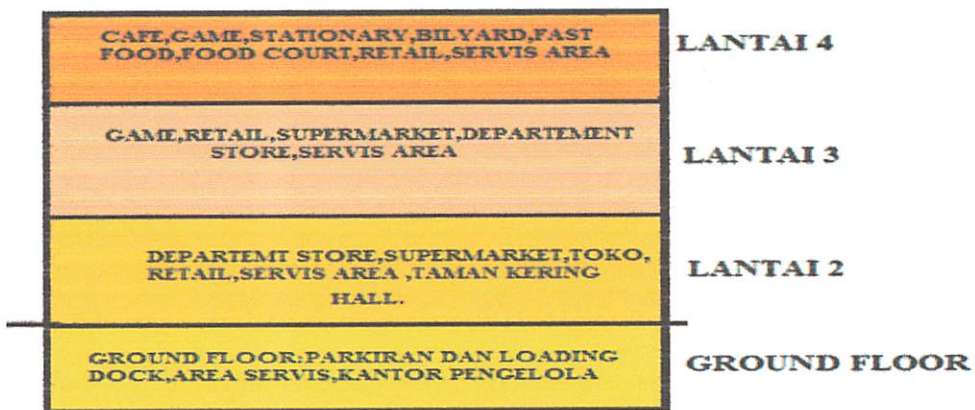 CAFE,GAME,STATIONARY,BILYARD,FAST
FOOD,FOOD COURT,RETAIL,SERVIS AREA
LANTAI 4
GAME,RETAIL,SUPERMARKET,DEPARTEMENT
STORE,SERVIS AREA
LANTAI 3
DEPARTEMT STORE,SUPERMARKET,TOKO,
RETAIL,SERVIS AREA ,TAMAN KERING
HALL.
LANTAI 2
GROUND FLOOR:PARKIRAN DAN LOADING
DOCK,AREA SERVIS,KANTOR PENGELOLA
GROUND FLOOR